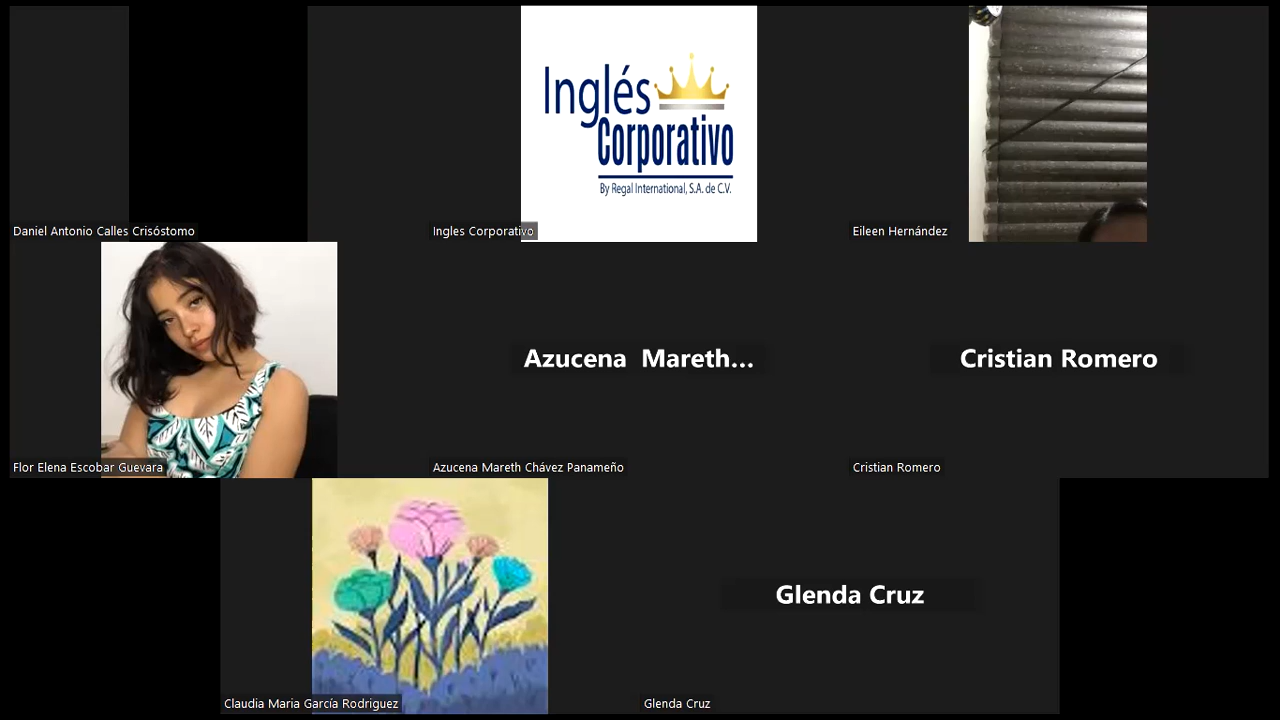 Inglés
Corporativo
By Regal International, S.A. de C.V.
Daniel Antonio Calles Crisóstomo
Ingles Corporativo
Eileen Hernández
Azucena Mareth...
Cristian Romero
Flor Elena Escobar Guevara
Azucena Mareth Chávez Panameño
Cristian Romero
Glenda Cruz
Claudia Maria García Rodriguez
Glenda Cruz